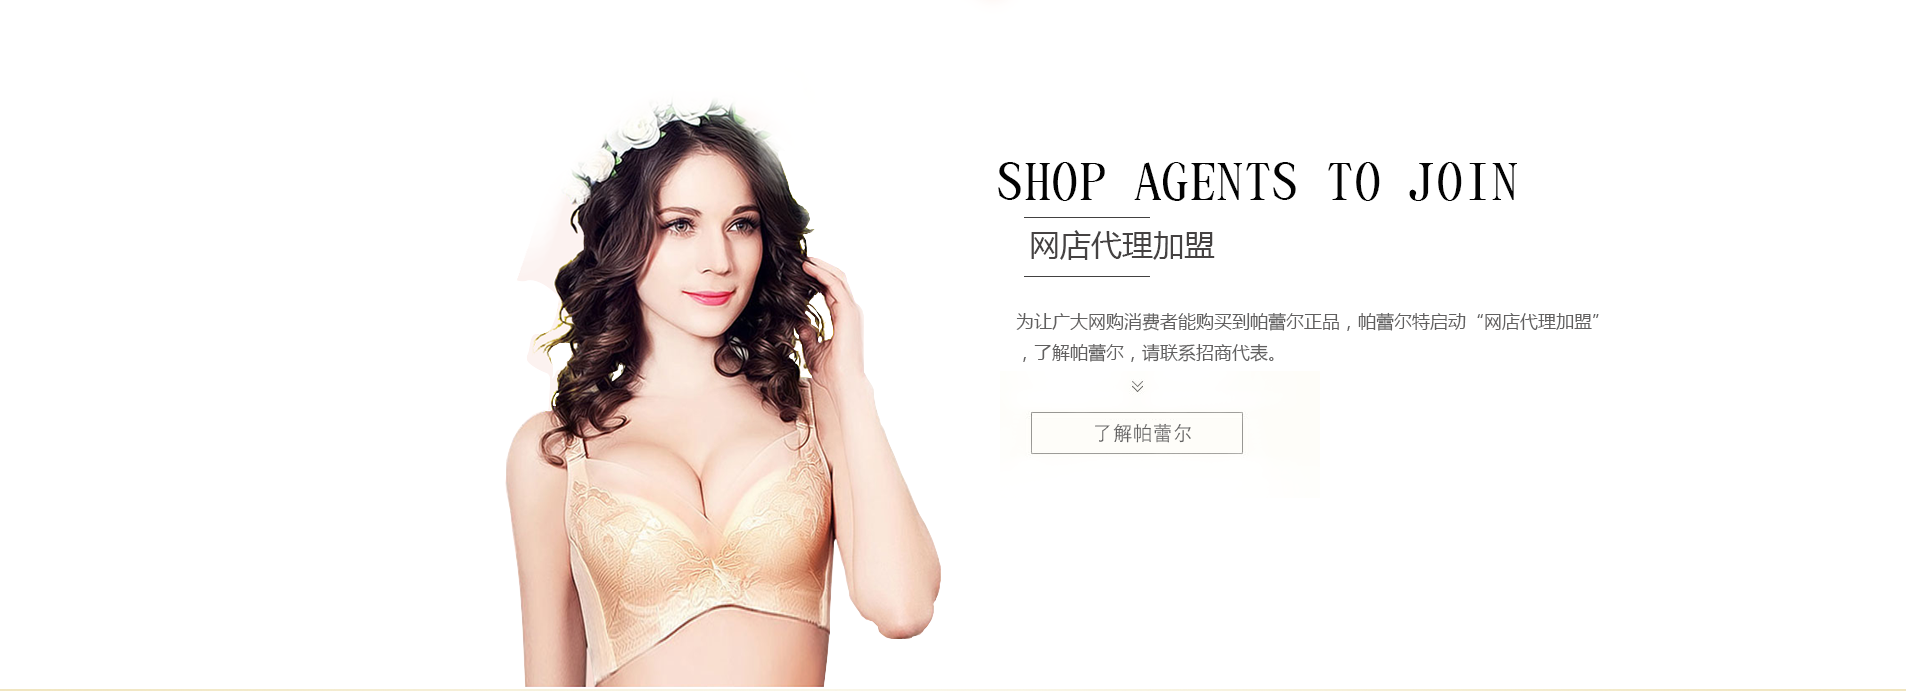 SHOP AGENTS TO JOIN
网店代理加盟
为让广大网购消费者能购买到帕蕾尔正品，帕蕾尔特启动“网店代理加盟”
，了解帕蕾尔，请联系招商代表。
了解帕蕾尔